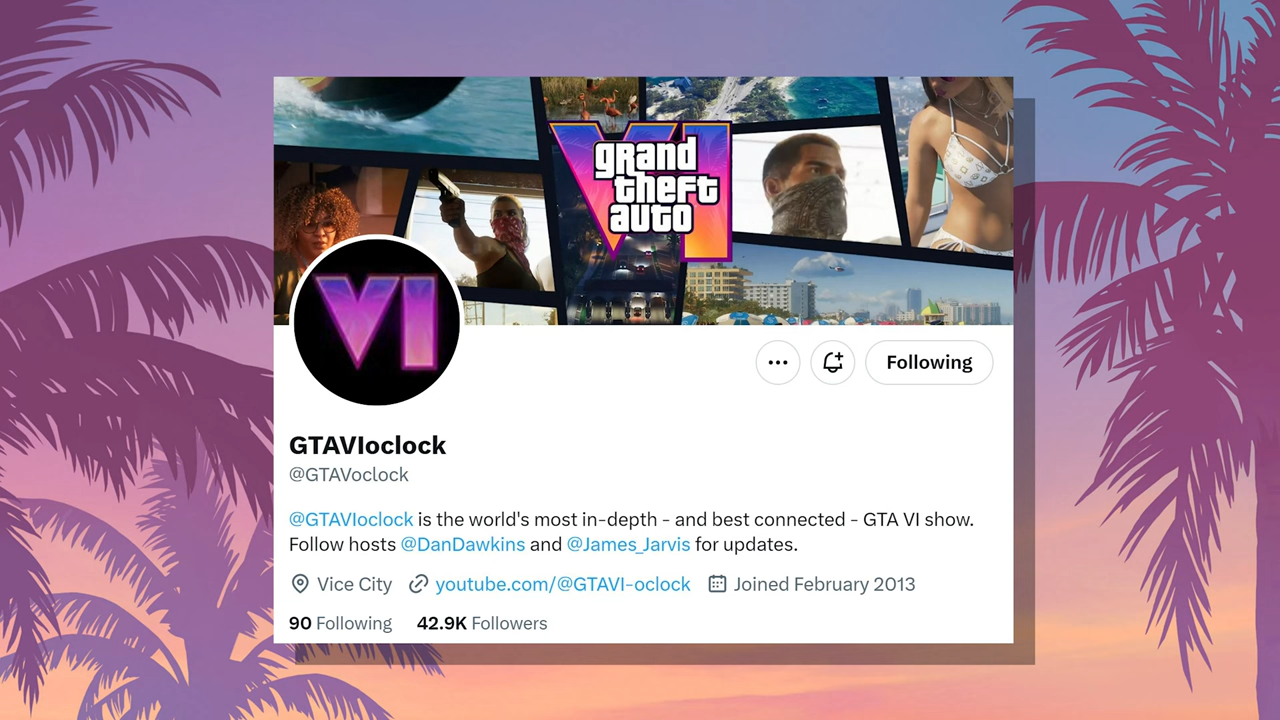 VI
grand
theft
auto
VI
Following
GTAVIoclock
@GTAVoclock
@GTAVIoclock is the world's most in-depth - and best connected - GTA VI show.
Follow hosts @DanDawkins and @James_Jarvis for updates.
Vice City youtube.com/@GTAVI-oclock Joined February 2013
90 Following 42.9K Followers